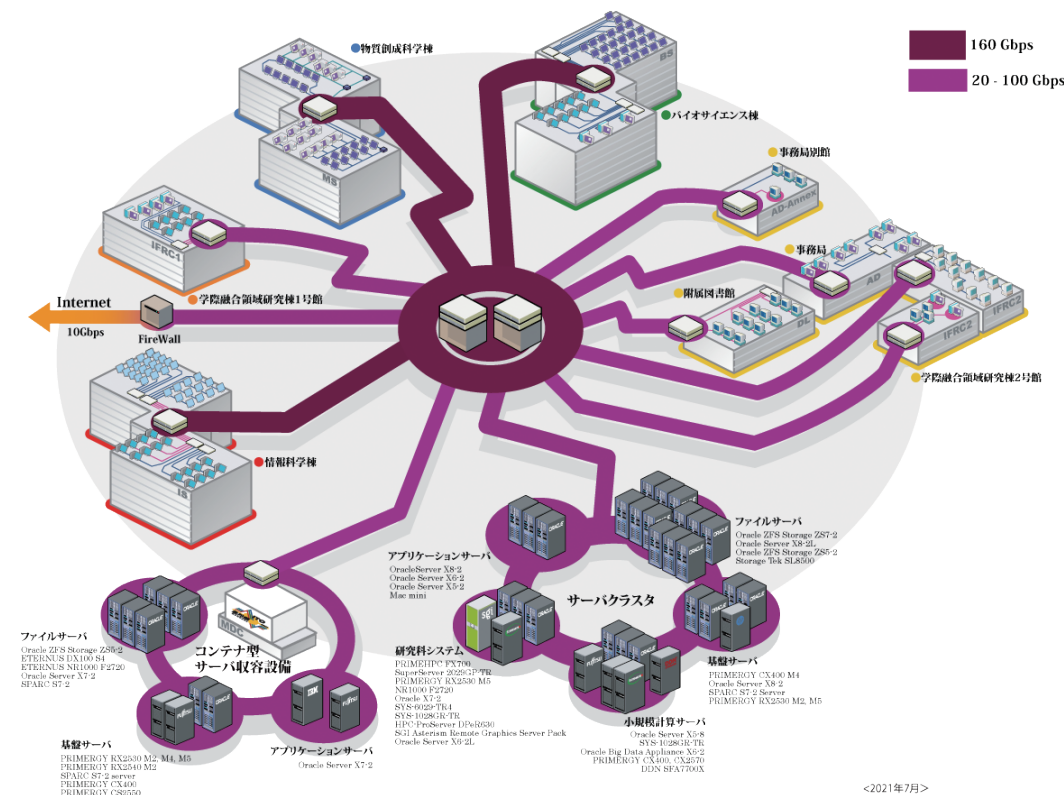 160 Gbps
20 - 100 Gbps
物質創成科学棟
MS
BS
バイオサイエンス棟
事務局別館
AD-Annex
IFRC1
学際融合領域研究棟1号館
事務局
AD
附属図書館
DL
IFRC2
IFRC2
学際融合領域研究棟2号館
Internet
10Gbps
FireWall
情報科学棟
IS
アプリケーションサーバ
OracleServer X8-2
Oracle Server X6-2
Oracle Server X5-2
Mac mini
ファイルサーバ
Oracle ZFS Storage ZS7-2
Oracle Server X8-2L
Oracle ZFS Storage ZS5-2
Storage Tek SL8500
サーバクラスタ
研究科システム
PRIMEHPC FX700
SuperServer 2029GP-TR
PRIMERGY RX2530 M5
NR1000 F2720
Oracle X7-2
SYS-6029-TR4
SYS-1028GR-TR
HPC-ProServer DPeR630
SGI Asterism Remote Graphics Server Pack
Oracle Server X6-2L
基盤サーバ
PRIMERGY CX400 M4
Oracle Server X8-2
SPARC S7-2 Server
PRIMERGY RX2530 M2, M5
小規模計算サーバ
Oracle Server X5-8
SYS-1028GR-TR
Oracle Big Data Appliance X6-2
PRIMERGY CX400, CX2570
DDN SFA7700X
MDC
コンテナ型
サーバ収容設備
ファイルサーバ
Oracle ZFS Storage ZS5-2
ETERNUS DX100 S4
ETERNUS NR1000 F2720
Oracle Server X7-2
SPARC S7-2
基盤サーバ
PRIMERGY RX2530 M2, M4, M5
PRIMERGY RX2540 M2
SPARC S7-2 server
PRIMERGY CX400
PRIMERGY CS2550
アプリケーションサーバ
Oracle Server X7-2
sgi
<2021年7月>